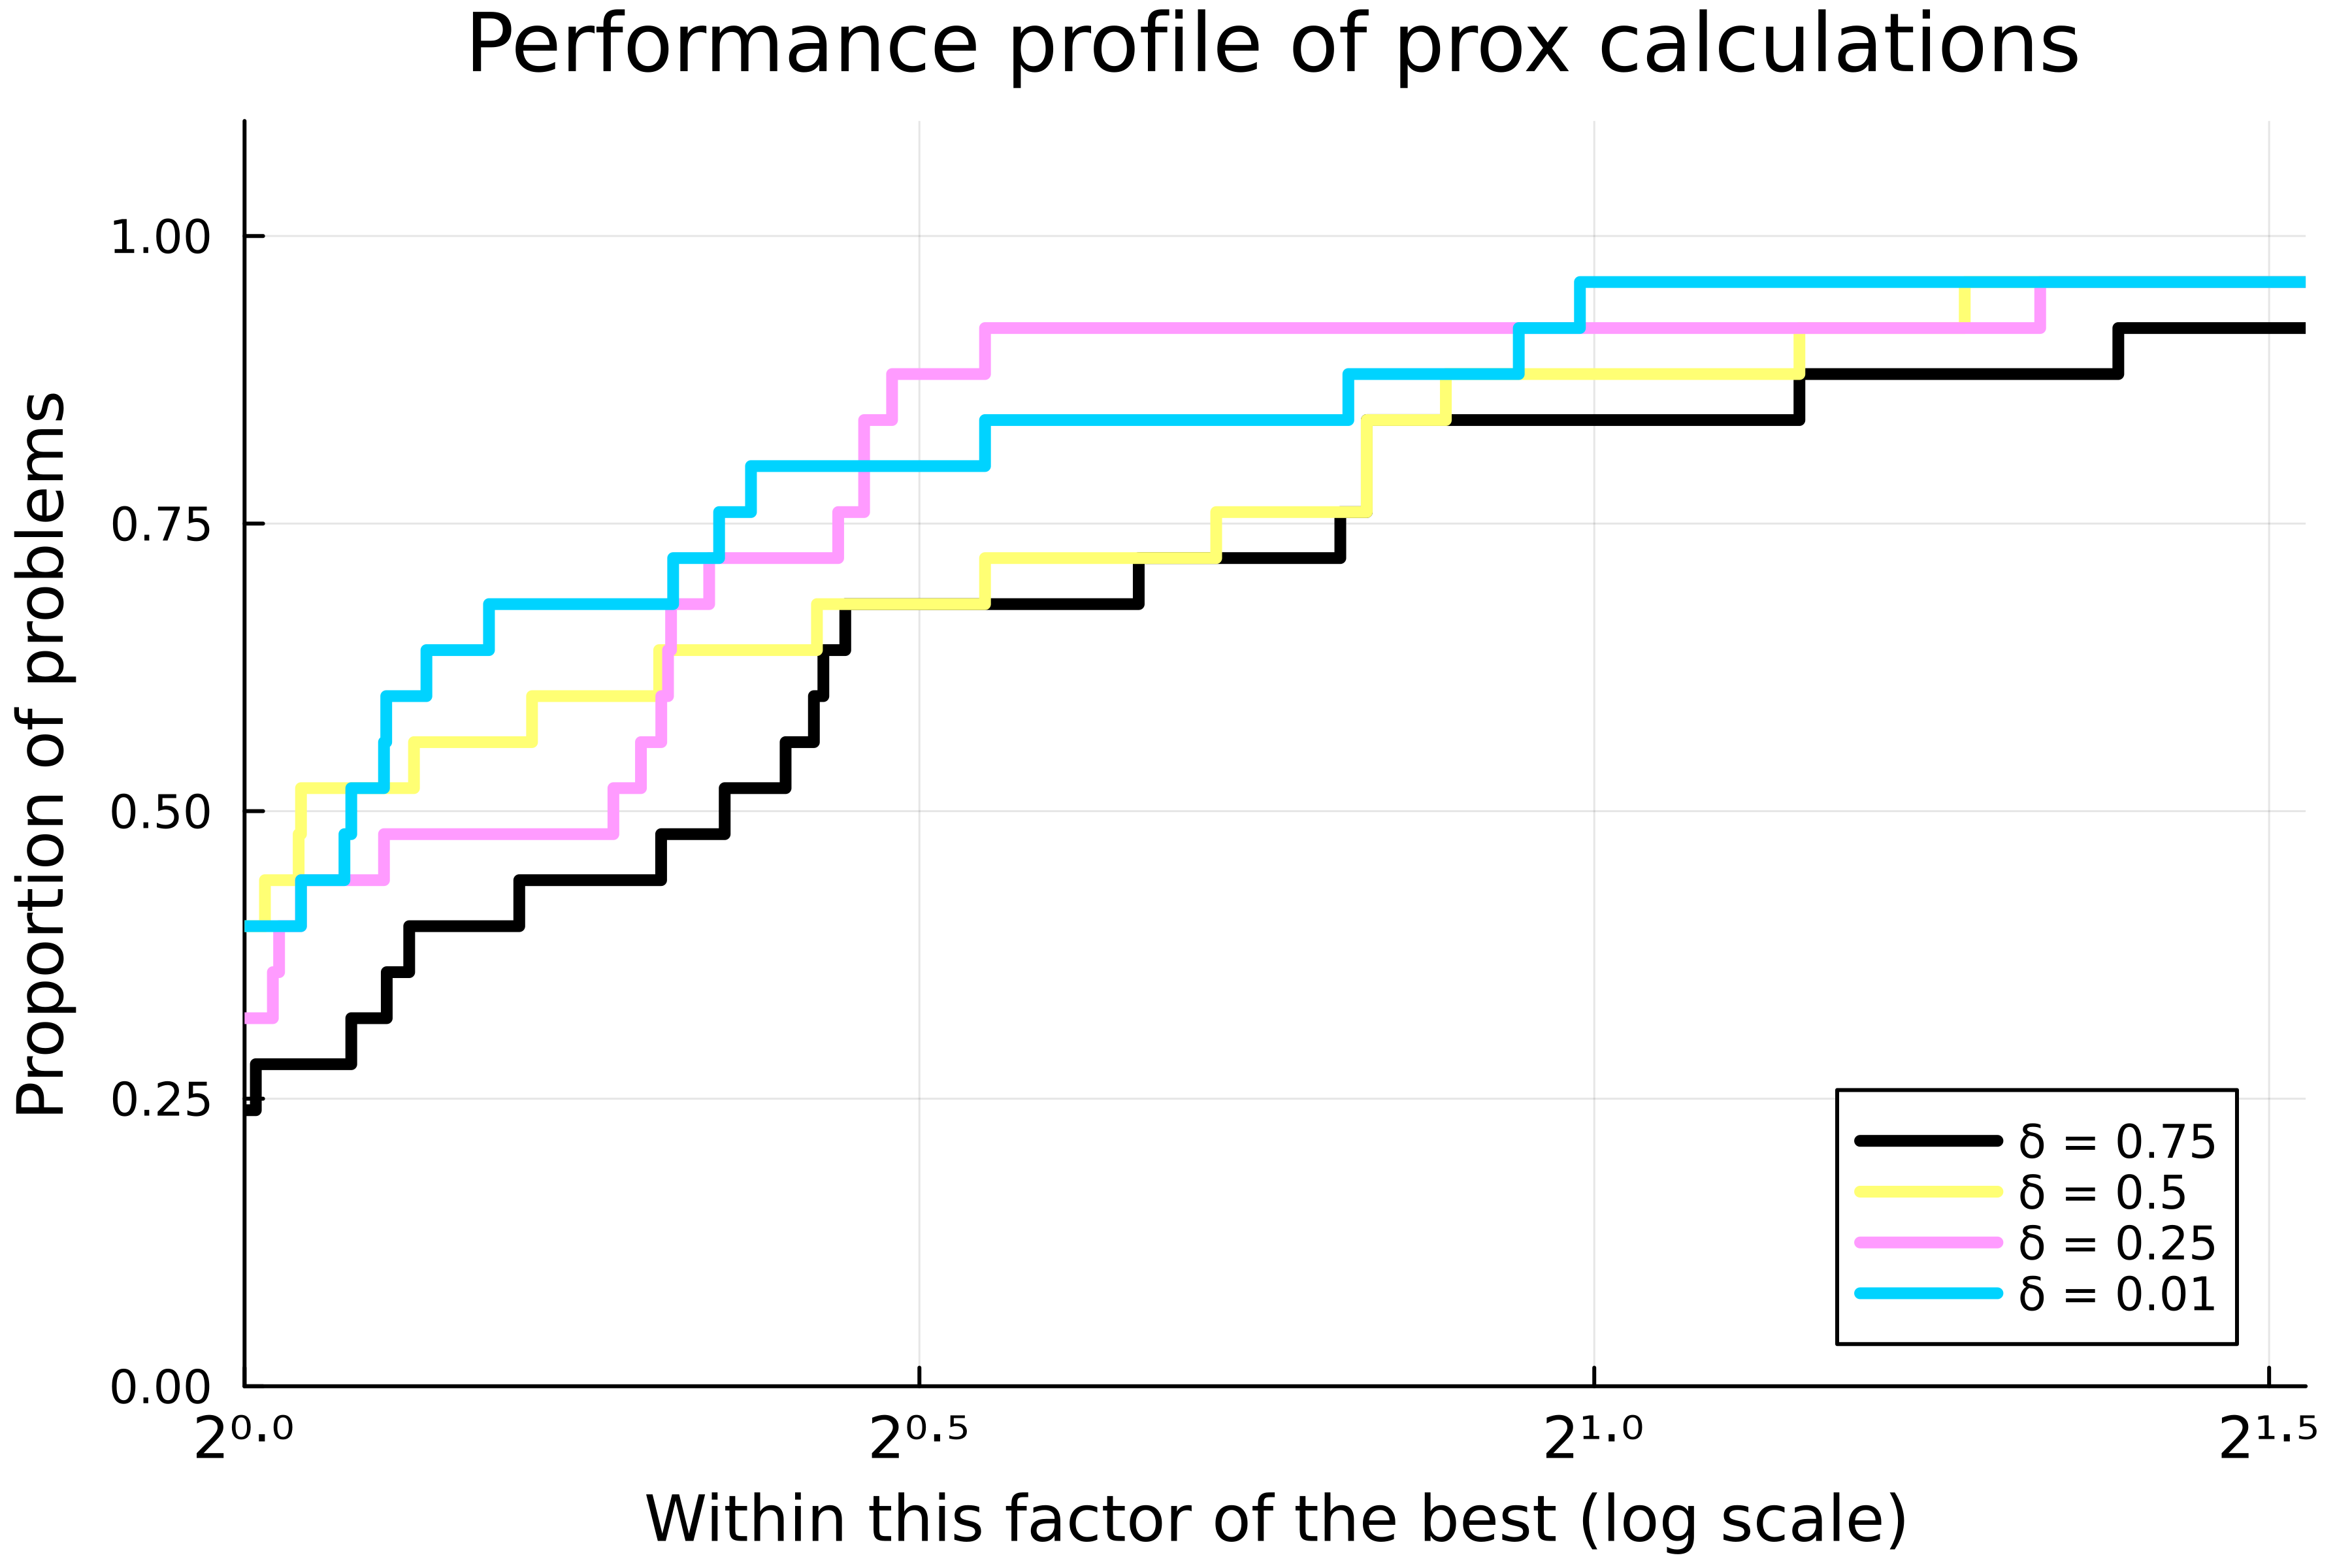 Performance profile of prox calculations
Proportion of problems
1.00
0.75
0.50
0.25
0.00
δ = 0.75
δ = 0.5
δ = 0.25
δ = 0.01
2⁰·⁰ 2⁰·⁵ 2¹·⁰ 2¹·⁵
Within this factor of the best (log scale)